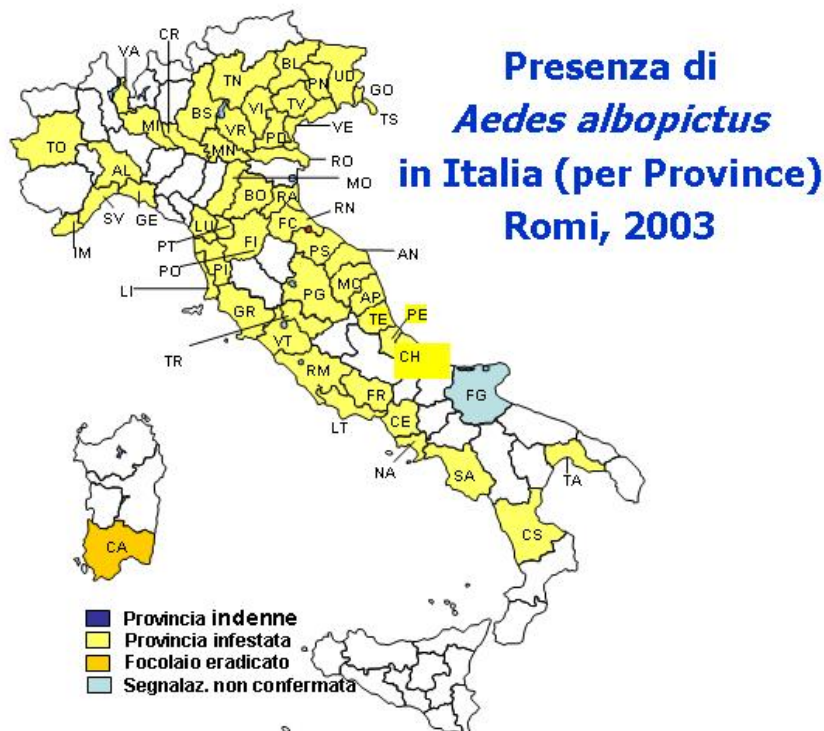 Presenza di
Aedes albopictus
in Italia (per Province)
Romi, 2003
CR
VA
BL
TN
PN
UD
GO
TS
BS
VI
TV
MI
VR
PD
VE
TO
MN
RO
AL
MO
BO
RA
RN
SV
GE
LU
FC
IM
PT
FI
PS
AN
PO
PI
MC
LI
PG
AP
GR
TE
PE
VT
CH
TR
RM
FR
FG
LT
CE
NA
SA
TA
CS
CA
Provincia indenne
Provincia infestata
Focolaio eradicato
Segnalaz. non confermata